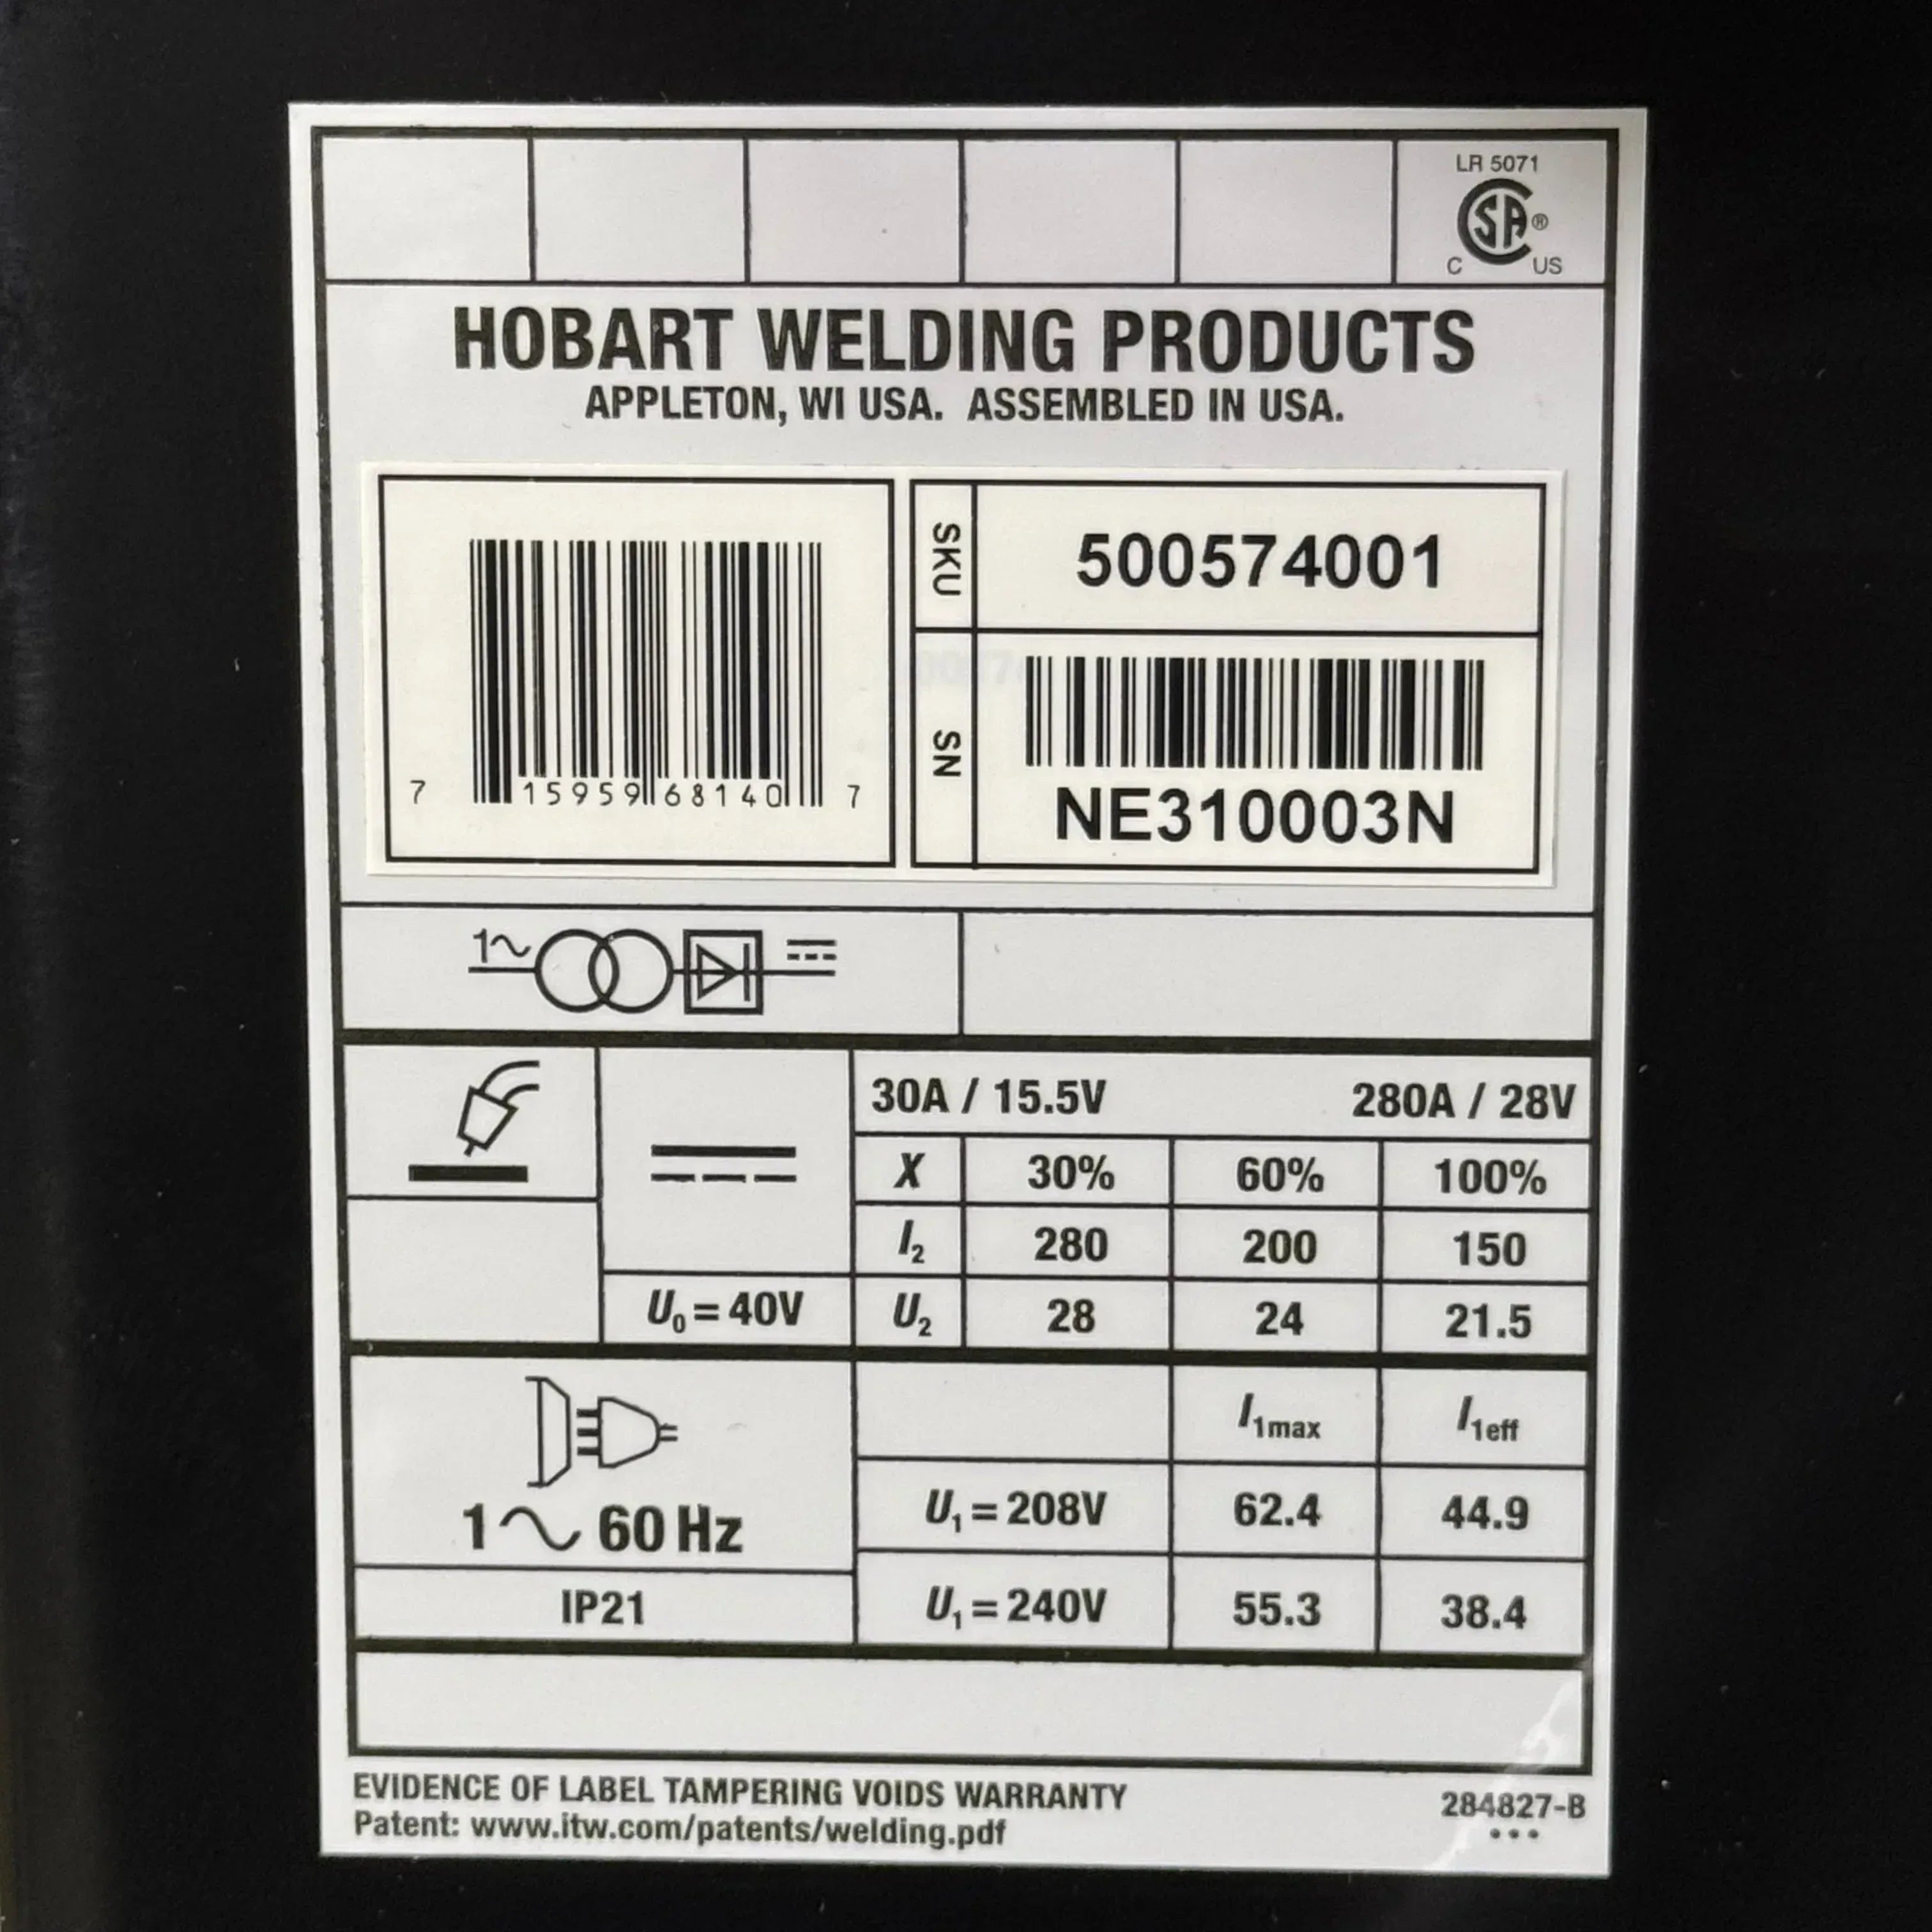 LR 5071
CSA®
C US
HOBART WELDING PRODUCTS
APPLETON, WI USA. ASSEMBLED IN USA.
SKU 500574001
7 15959 68140 7
SN NE310003N
1~
30A / 15.5V 280A / 28V
X 30% 60% 100%
I2 280 200 150
U0 = 40V U2 28 24 21.5
I1max I1eff
1~ 60 Hz
U1 = 208V 62.4 44.9
IP21 U1 = 240V 55.3 38.4
EVIDENCE OF LABEL TAMPERING VOIDS WARRANTY
Patent: www.itw.com/patents/welding.pdf
284827-B